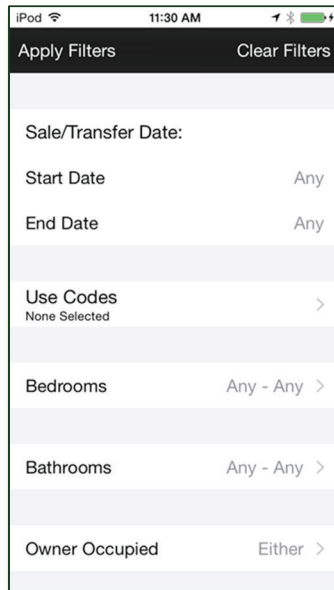 iPod 11:30 AM
Apply Filters Clear Filters
Sale/Transfer Date:
Start Date Any
End Date Any
Use Codes
None Selected
Bedrooms Any - Any
Bathrooms Any - Any
Owner Occupied Either